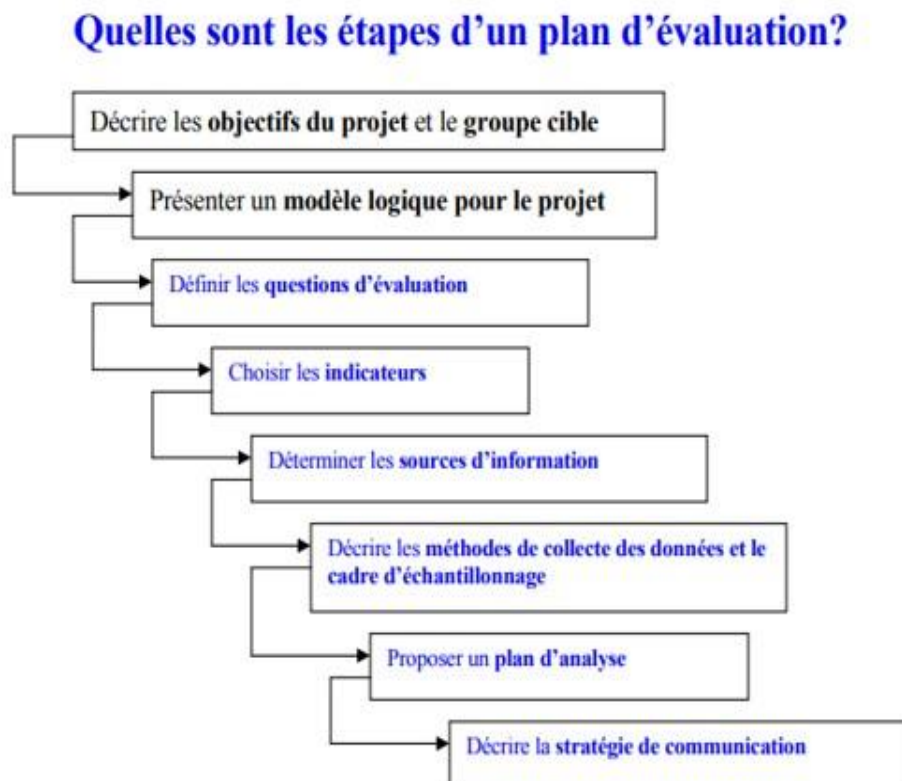 Quelles sont les étapes d’un plan d’évaluation?
Décrire les objectifs du projet et le groupe cible
Présenter un modèle logique pour le projet
Définir les questions d’évaluation
Choisir les indicateurs
Déterminer les sources d’information
Décrire les méthodes de collecte des données et le
cadre d’échantillonnage
Proposer un plan d’analyse
Décrire la stratégie de communication